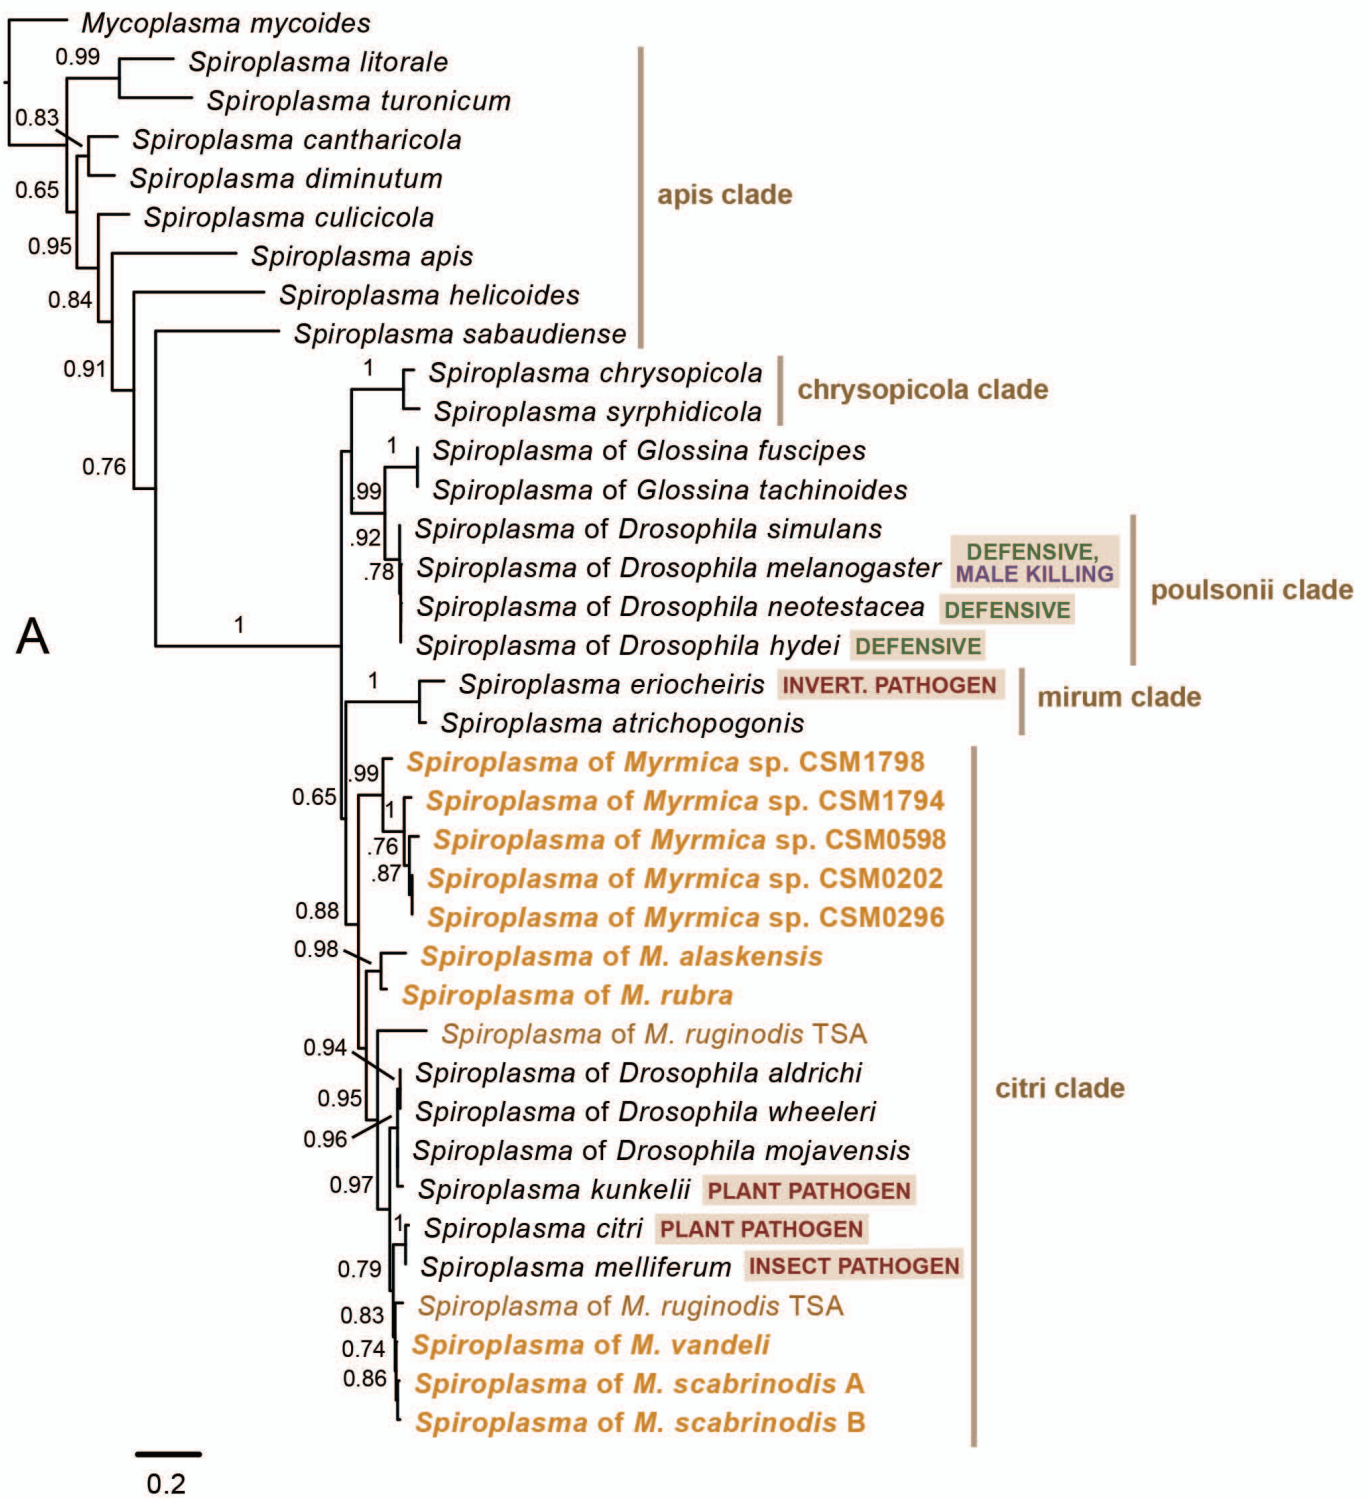 Mycoplasma mycoides
0.99
Spiroplasma litorale
Spiroplasma turonicum
0.83
Spiroplasma cantharicola
Spiroplasma diminutum
0.65
apis clade
Spiroplasma culicicola
0.95
Spiroplasma apis
0.84
Spiroplasma helicoides
Spiroplasma sabaudiense
0.91
1
Spiroplasma chrysopicola
chrysopicola clade
Spiroplasma syrphidicola
1
Spiroplasma of Glossina fuscipes
0.76
.99
Spiroplasma of Glossina tachinoides
Spiroplasma of Drosophila simulans
.92
DEFENSIVE,
MALE KILLING
Spiroplasma of Drosophila melanogaster
.78
poulsonii clade
Spiroplasma of Drosophila neotestacea DEFENSIVE
1
A
Spiroplasma of Drosophila hydei DEFENSIVE
1
Spiroplasma eriocheiris INVERT. PATHOGEN
mirum clade
Spiroplasma atrichopogonis
Spiroplasma of Myrmica sp. CSM1798
.99
0.65
Spiroplasma of Myrmica sp. CSM1794
1
Spiroplasma of Myrmica sp. CSM0598
.76
.87
Spiroplasma of Myrmica sp. CSM0202
0.88
Spiroplasma of Myrmica sp. CSM0296
0.98
Spiroplasma of M. alaskensis
Spiroplasma of M. rubra
Spiroplasma of M. ruginodis TSA
0.94
Spiroplasma of Drosophila aldrichi
citri clade
0.95
Spiroplasma of Drosophila wheeleri
0.96
Spiroplasma of Drosophila mojavensis
0.97
Spiroplasma kunkelii PLANT PATHOGEN
1
Spiroplasma citri PLANT PATHOGEN
0.79
Spiroplasma melliferum INSECT PATHOGEN
Spiroplasma of M. ruginodis TSA
0.83
Spiroplasma of M. vandeli
0.74
0.86
Spiroplasma of M. scabrinodis A
Spiroplasma of M. scabrinodis B
0.2